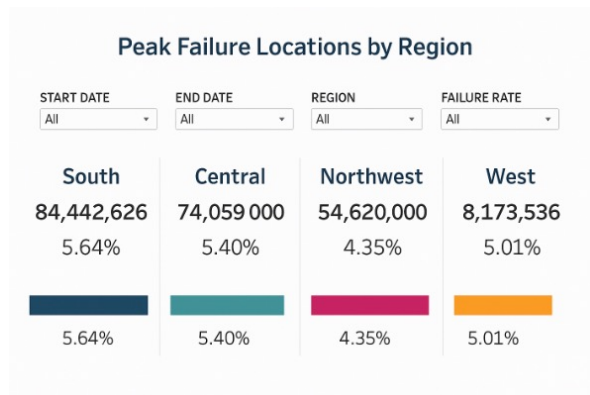 Peak Failure Locations by Region
START DATE END DATE REGION FAILURE RATE
All All All All
South Central Northwest West
84,442,626 74,059 000 54,620,000 8,173,536
5.64% 5.40% 4.35% 5.01%
5.64% 5.40% 4.35% 5.01%